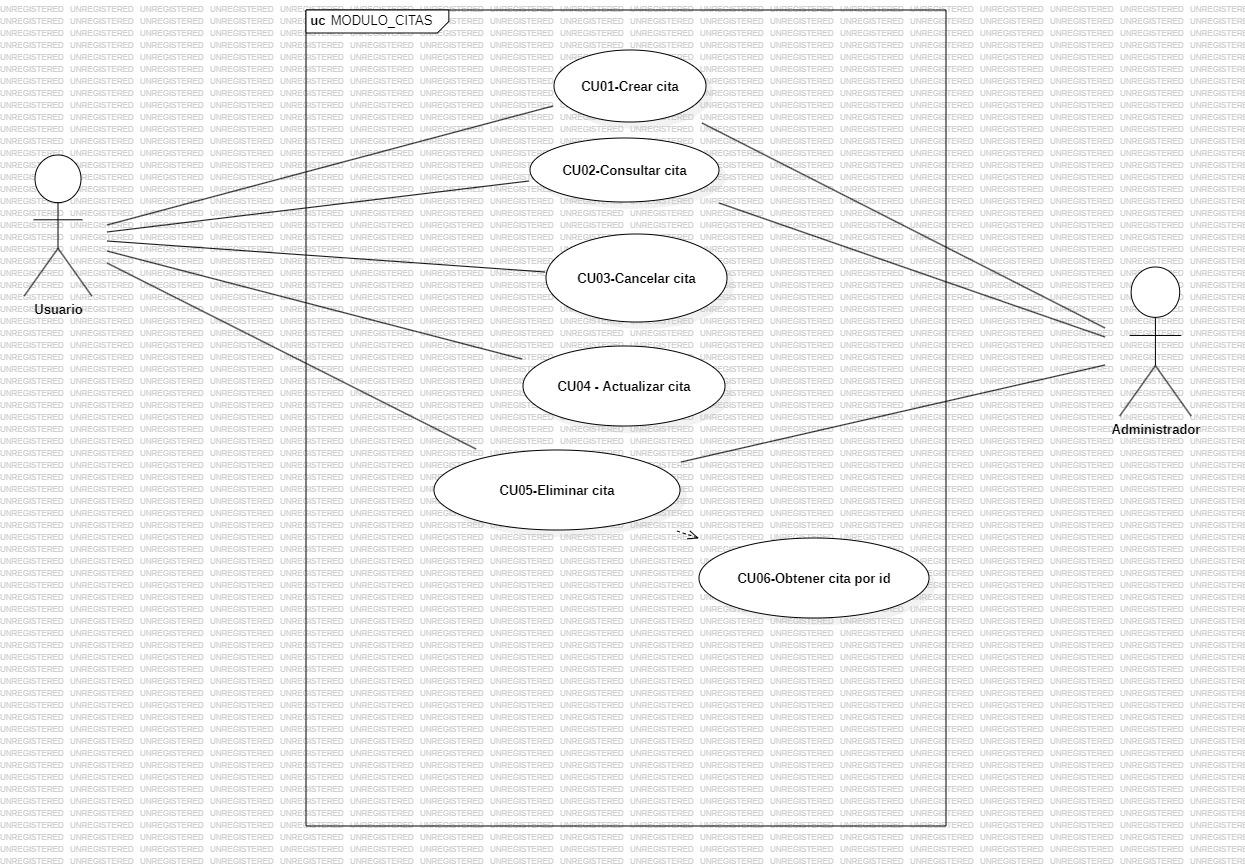 uc MODULO_CITAS
CU01-Crear cita
CU02-Consultar cita
Usuario
CU03-Cancelar cita
CU04 - Actualizar cita
Administrador
CU05-Eliminar cita
CU06-Obtener cita por id
UNREGISTERED